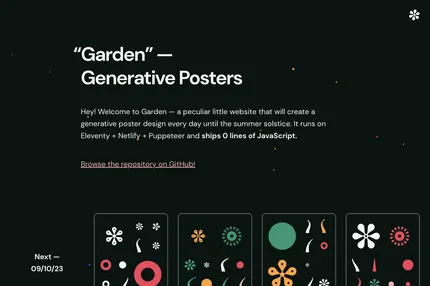 “Garden” —
Generative Posters
Hey! Welcome to Garden — a peculiar little website that will create a
generative poster design every day until the summer solstice. It runs on
Eleventy + Netlify + Puppeteer and ships 0 lines of JavaScript.
Browse the repository on GitHub!
Next —
09/10/23